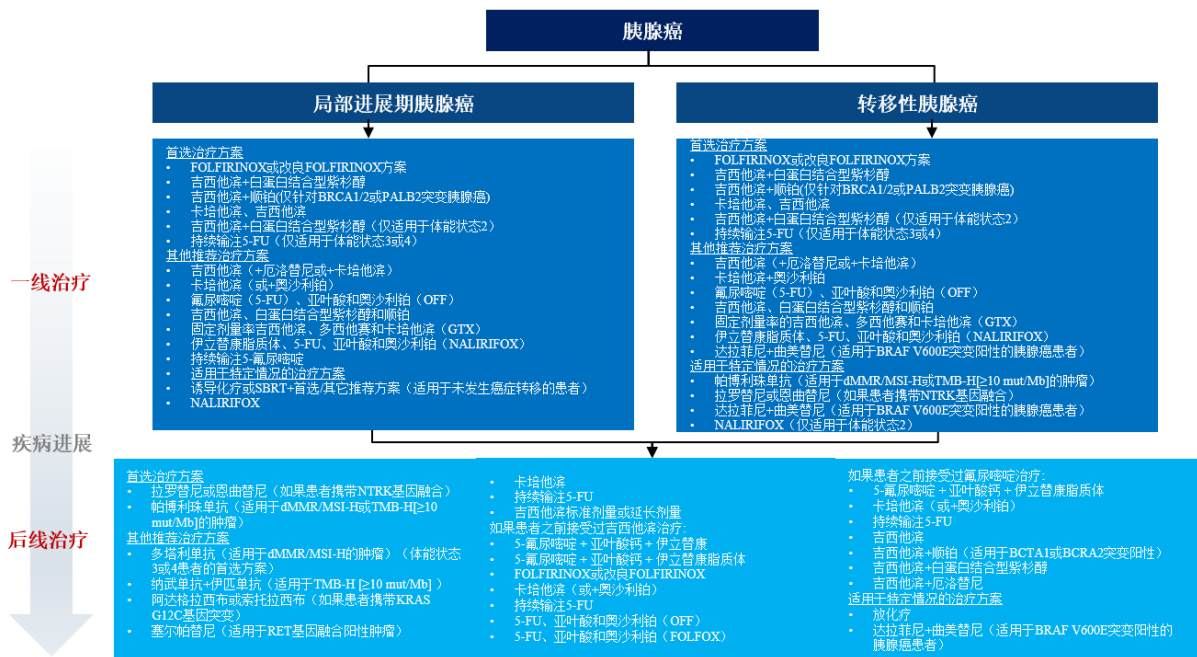 胰腺癌
局部进展期胰腺癌
转移性胰腺癌
一线治疗
首选治疗方案
• FOLFIRINOX或改良FOLFIRINOX方案
• 吉西他滨+白蛋白结合型紫杉醇
• 吉西他滨+顺铂(仅针对BRCA1/2或PALB2突变胰腺癌)
• 卡培他滨、吉西他滨
• 吉西他滨+白蛋白结合型紫杉醇（仅适用于体能状态2）
• 持续输注5-FU（仅适用于体能状态3或4）
其他推荐治疗方案
• 吉西他滨（+厄洛替尼或+卡培他滨）
• 卡培他滨（或+奥沙利铂）
• 氟尿嘧啶（5-FU）、亚叶酸和奥沙利铂（OFF）
• 吉西他滨、白蛋白结合型紫杉醇和顺铂
• 固定剂量率吉西他滨、多西他赛和卡培他滨（GTX）
• 伊立替康脂质体、5-FU、亚叶酸和奥沙利铂（NALIRIFOX）
• 持续输注5-氟尿嘧啶
• 适用于特定情况的治疗方案
• 诱导化疗或SBRT+首选/其它推荐方案（适用于未发生癌症转移的患者）
• NALIRIFOX
首选治疗方案
• FOLFIRINOX或改良FOLFIRINOX方案
• 吉西他滨+白蛋白结合型紫杉醇
• 吉西他滨+顺铂(仅针对BRCA1/2或PALB2突变胰腺癌)
• 卡培他滨、吉西他滨
• 吉西他滨+白蛋白结合型紫杉醇（仅适用于体能状态2）
• 持续输注5-FU（仅适用于体能状态3或4）
其他推荐治疗方案
• 吉西他滨（+厄洛替尼或+卡培他滨）
• 卡培他滨+奥沙利铂
• 氟尿嘧啶（5-FU）、亚叶酸和奥沙利铂（OFF）
• 吉西他滨、白蛋白结合型紫杉醇和顺铂
• 固定剂量率的吉西他滨、多西他赛和卡培他滨（GTX）
• 伊立替康脂质体、5-FU、亚叶酸和奥沙利铂（NALIRIFOX）
• 达拉菲尼+曲美替尼（适用于BRAF V600E突变阳性的胰腺癌患者）
适用于特定情况的治疗方案
• 帕博利珠单抗（适用于dMMR/MSI-H或TMB-H[≥10 mut/Mb]的肿瘤）
• 拉罗替尼或恩曲替尼（如果患者携带NTRK基因融合）
• 达拉菲尼+曲美替尼（适用于BRAF V600E突变阳性的胰腺癌患者）
• NALIRIFOX（仅适用于体能状态2）
疾病进展
后线治疗
首选治疗方案
• 拉罗替尼或恩曲替尼（如果患者携带NTRK基因融合）
• 帕博利珠单抗（适用于dMMR/MSI-H或TMB-H[≥10
mut/Mb]的肿瘤）
其他推荐治疗方案
• 多塔利单抗（适用于dMMR/MSI-H的肿瘤）（体能状态
3或4患者的首选方案）
• 纳武单抗+伊匹单抗（适用于TMB-H [≥10 mut/Mb] ）
• 阿达格拉西布或索托拉西布（如果患者携带KRAS
G12C基因突变）
• 塞尔帕替尼（适用于RET基因融合阳性肿瘤）
• 卡培他滨
• 持续输注5-FU
• 吉西他滨标准剂量或延长剂量
如果患者之前接受过吉西他滨治疗:
• 5-氟尿嘧啶 + 亚叶酸钙 + 伊立替康
• 5-氟尿嘧啶 + 亚叶酸钙 + 伊立替康脂质体
• FOLFIRINOX或改良FOLFIRINOX
• 卡培他滨（或+奥沙利铂）
• 持续输注5-FU
• 5-FU、亚叶酸和奥沙利铂（OFF）
• 5-FU、亚叶酸和奥沙利铂（FOLFOX）
如果患者之前接受过氟尿嘧啶治疗:
• 5-氟尿嘧啶 + 亚叶酸钙 + 伊立替康脂质体
• 卡培他滨（或+奥沙利铂）
• 持续输注5-FU
• 吉西他滨
• 吉西他滨+顺铂（适用于BCTA1或BCRA2突变阳性）
• 吉西他滨+白蛋白结合型紫杉醇
• 吉西他滨+厄洛替尼
适用于特定情况的治疗方案
• 放化疗
• 达拉菲尼+曲美替尼（适用于BRAF V600E突变阳性的
胰腺癌患者）